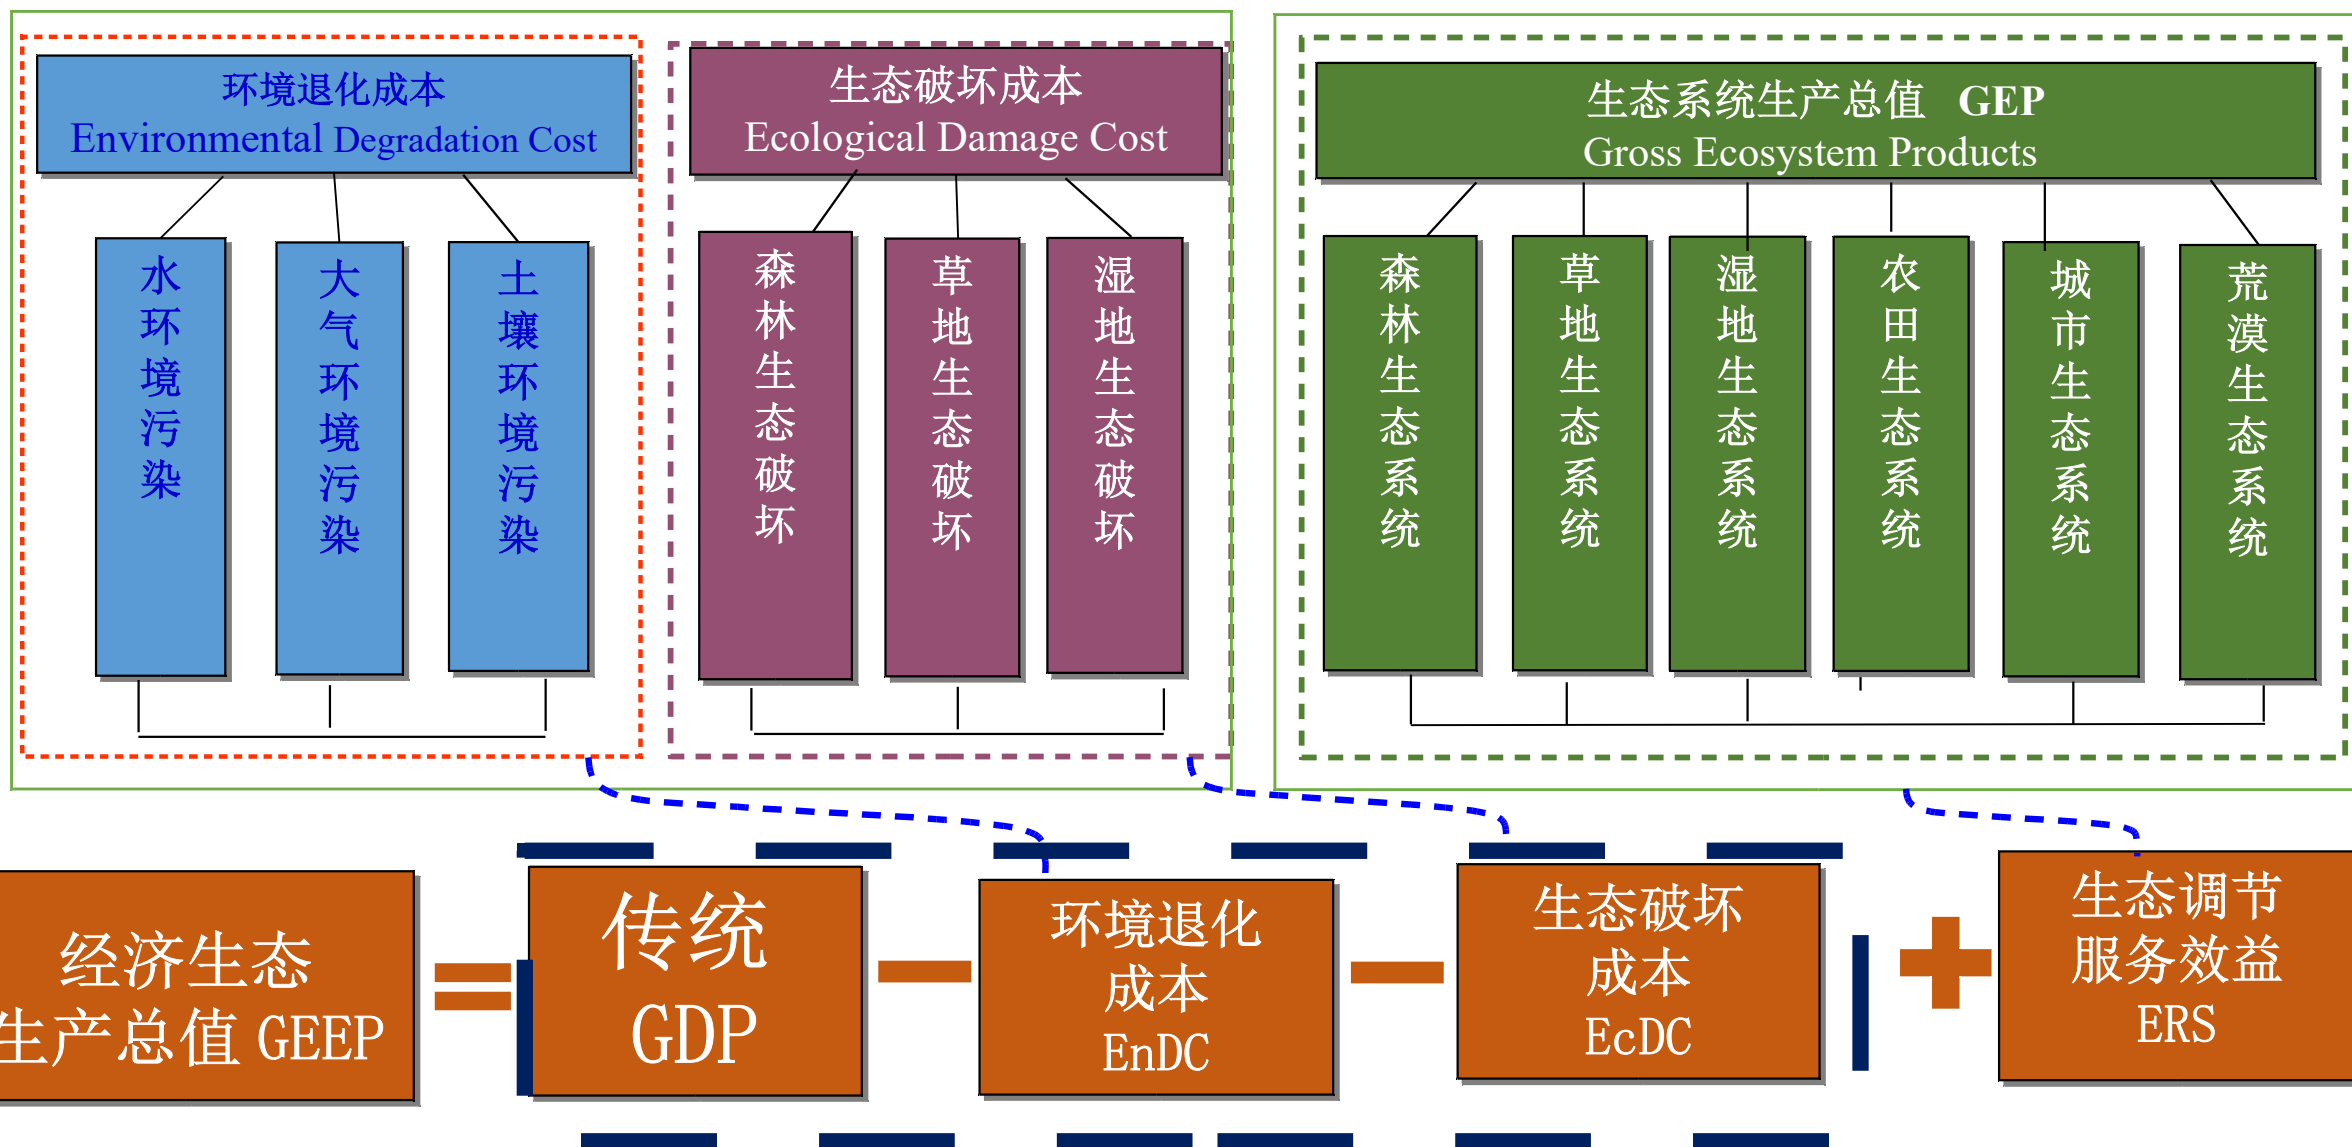 环境退化成本
Environmental Degradation Cost
生态破坏成本
Ecological Damage Cost
生态系统生产总值 GEP
Gross Ecosystem Products
水环境污染
大气环境污染
土壤环境污染
森林生态破坏
草地生态破坏
湿地生态破坏
森林生态系统
草地生态系统
湿地生态系统
农田生态系统
城市生态系统
荒漠生态系统
经济生态
生产总值 GEEP
传统
GDP
环境退化
成本
EnDC
生态破坏
成本
EcDC
生态调节
服务效益
ERS